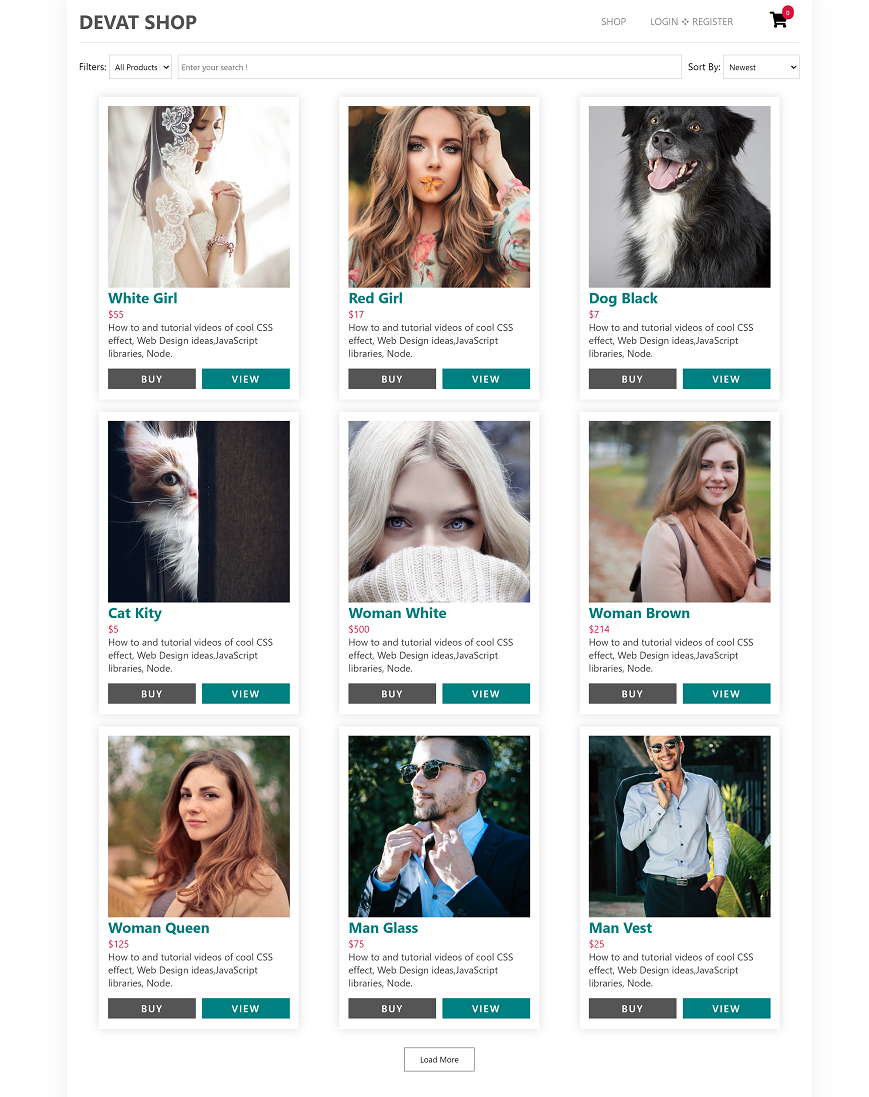 DEVAT SHOP
SHOP
LOGIN ✥ REGISTER
0
Filters:
All Products
Enter your search !
Sort By:
Newest
White Girl
$55
How to and tutorial videos of cool CSS
effect, Web Design ideas,JavaScript
libraries, Node.
BUY
VIEW
Red Girl
$17
How to and tutorial videos of cool CSS
effect, Web Design ideas,JavaScript
libraries, Node.
BUY
VIEW
Dog Black
$7
How to and tutorial videos of cool CSS
effect, Web Design ideas,JavaScript
libraries, Node.
BUY
VIEW
Cat Kity
$5
How to and tutorial videos of cool CSS
effect, Web Design ideas,JavaScript
libraries, Node.
BUY
VIEW
Woman White
$500
How to and tutorial videos of cool CSS
effect, Web Design ideas,JavaScript
libraries, Node.
BUY
VIEW
Woman Brown
$214
How to and tutorial videos of cool CSS
effect, Web Design ideas,JavaScript
libraries, Node.
BUY
VIEW
Woman Queen
$125
How to and tutorial videos of cool CSS
effect, Web Design ideas,JavaScript
libraries, Node.
BUY
VIEW
Man Glass
$75
How to and tutorial videos of cool CSS
effect, Web Design ideas,JavaScript
libraries, Node.
BUY
VIEW
Man Vest
$25
How to and tutorial videos of cool CSS
effect, Web Design ideas,JavaScript
libraries, Node.
BUY
VIEW
Load More